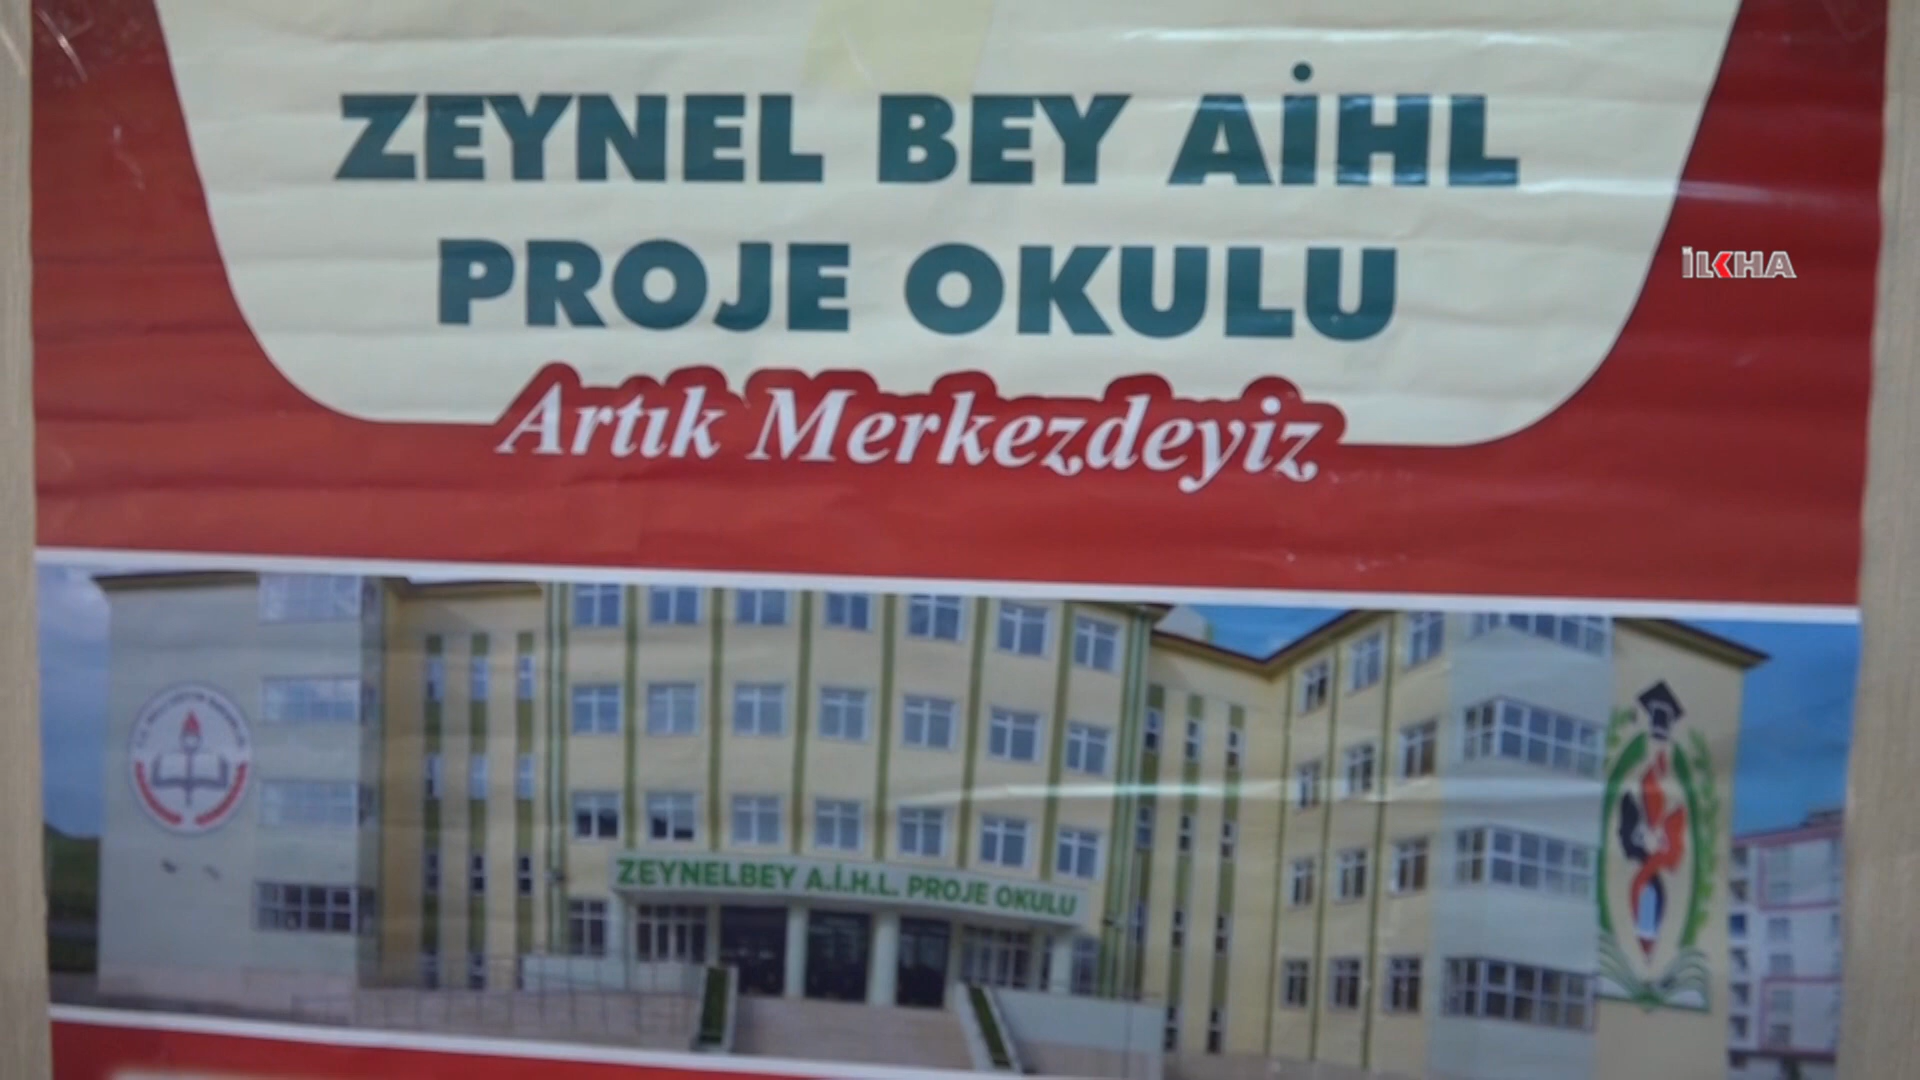 ZEYNEL BEY AİHL
PROJE OKULU
İLKHA
Artık Merkezdeyiz
ZEYNELBEY A.İ.H.L. PROJE OKULU